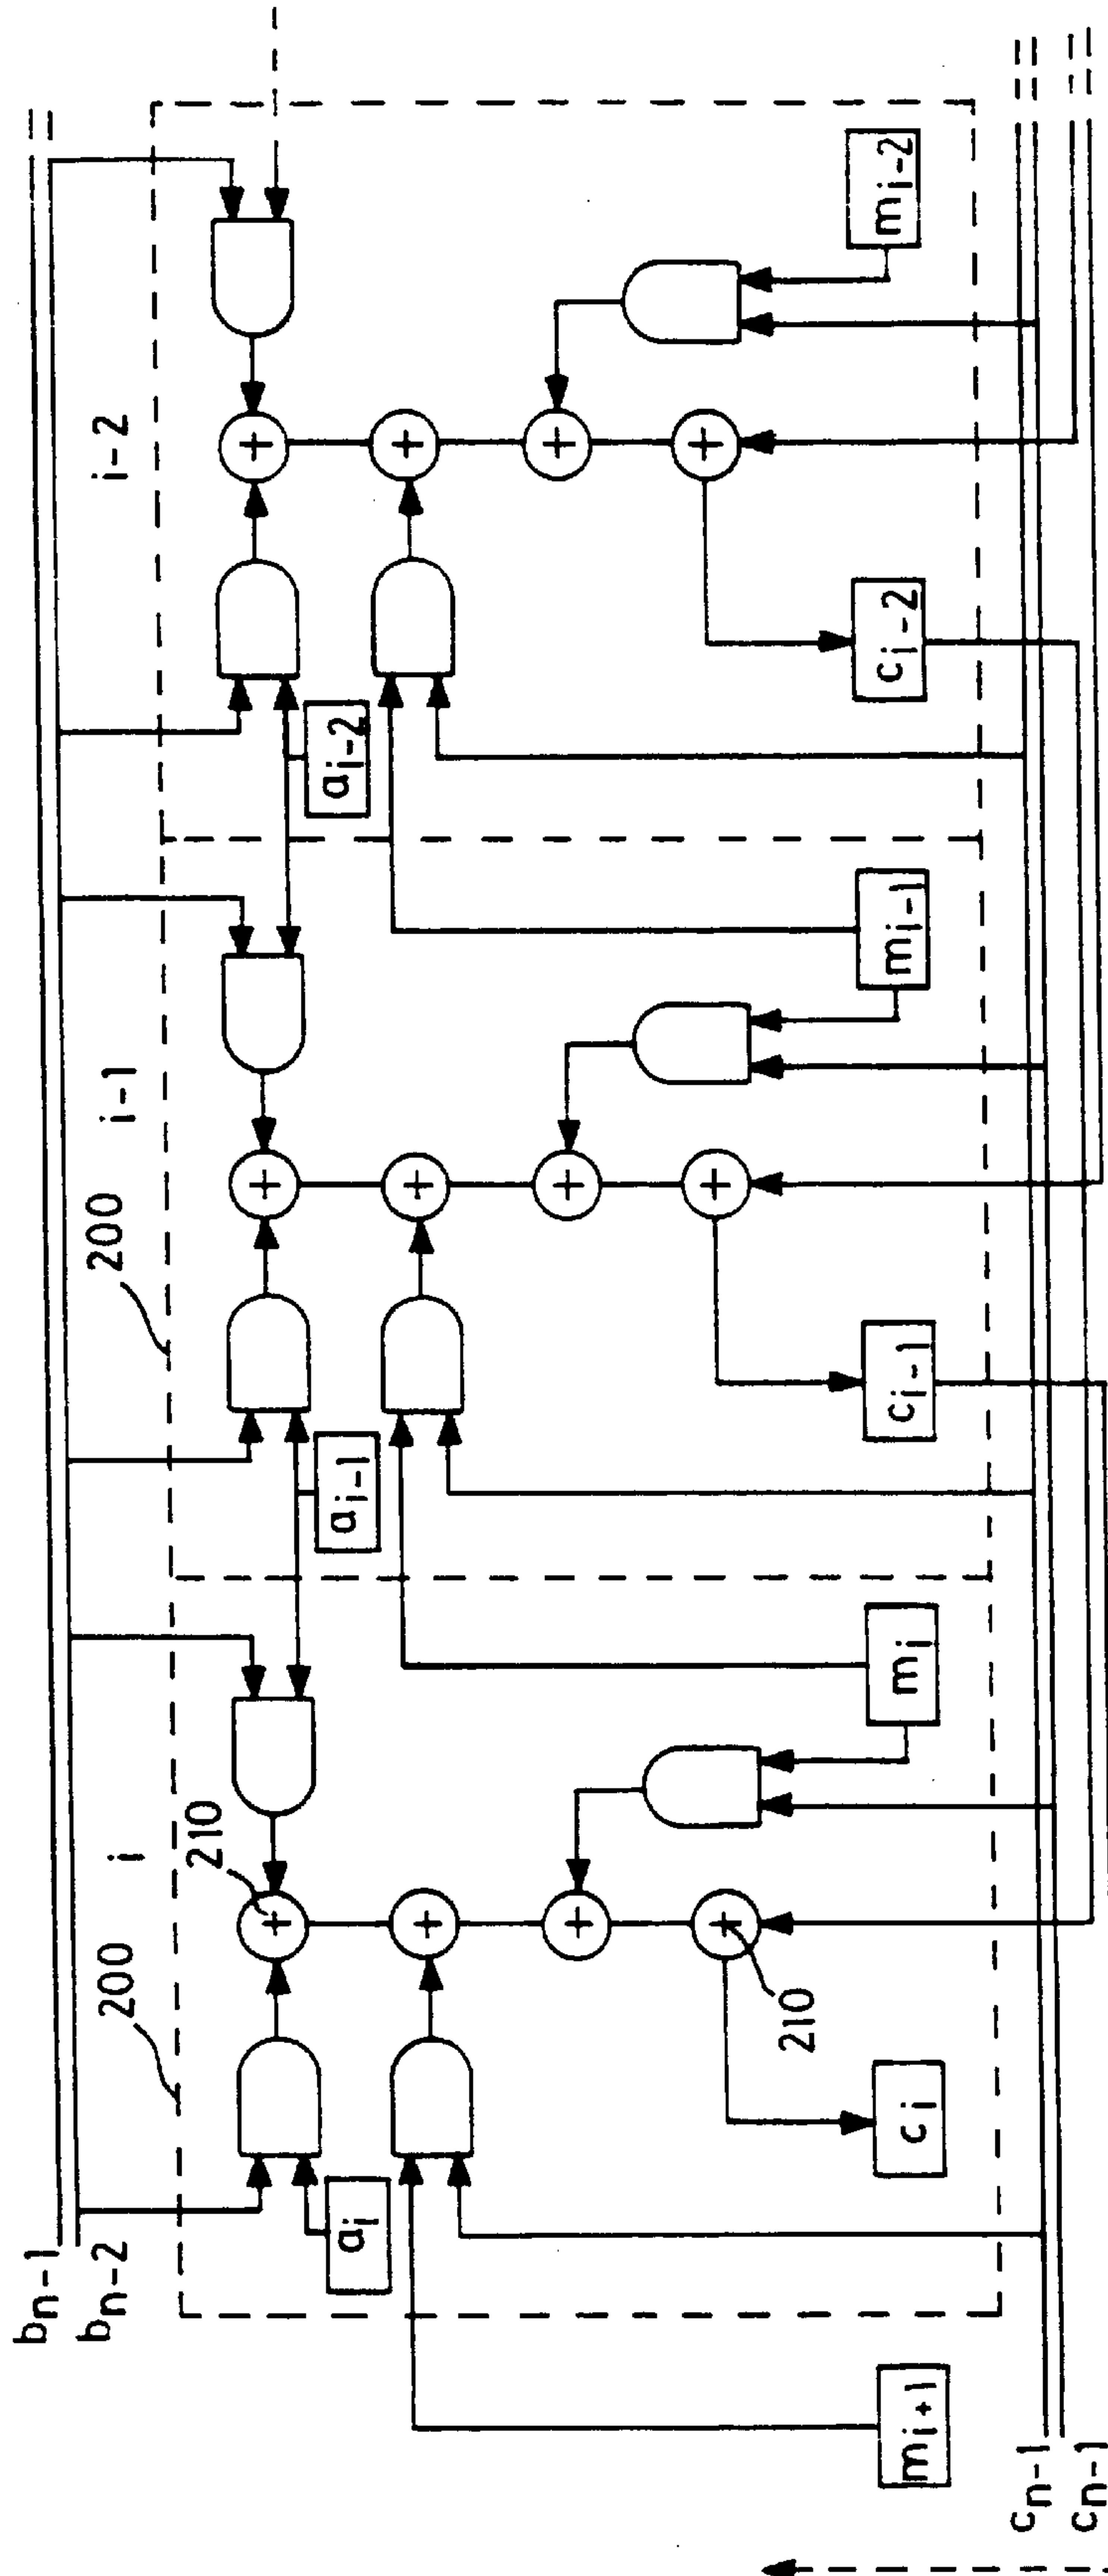 b_{n-1}
b_{n-2}
200
i
210
200
i-1
i-2
a_i
a_{i-1}
a_{i-2}
210
m_{i+1}
c_i
m_i
c_{i-1}
m_{i-1}
c_{i-2}
m_{i-2}
c_{n-1}
c_{n-1}